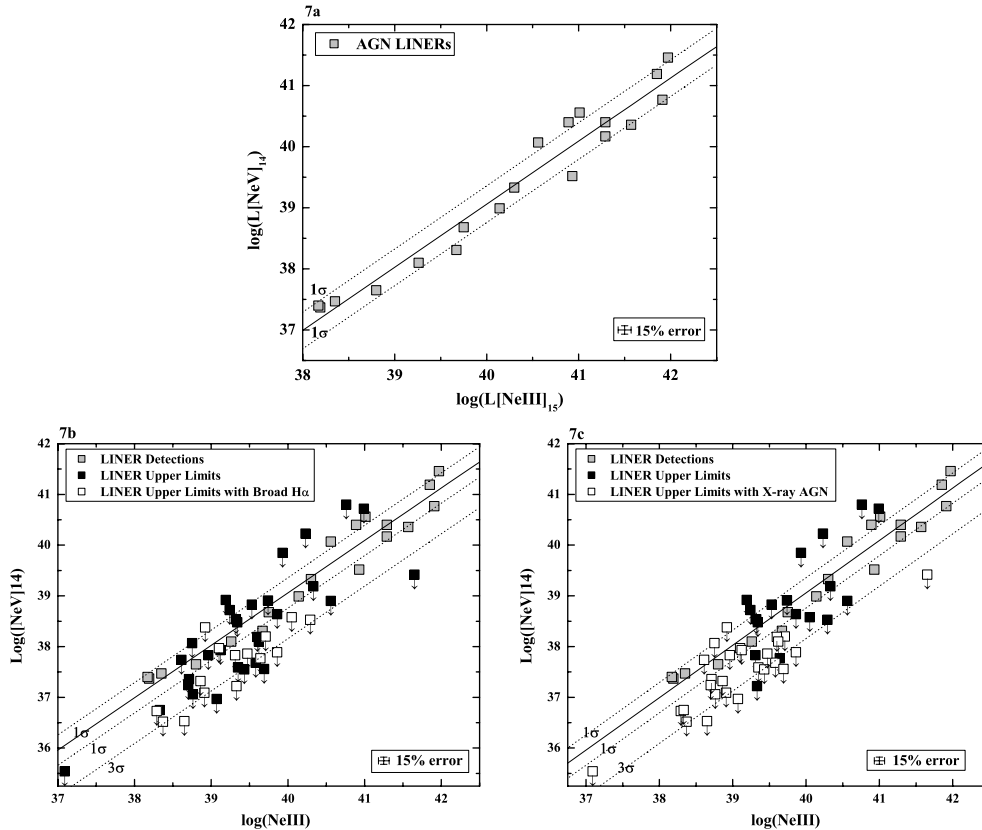 7a
AGN LINERs
42
41
40
39
38
37
log(L[NeV]14)
1σ
1σ
15% error
38 39 40 41 42
log(L[NeIII]15)
7b
LINER Detections
LINER Upper Limits
LINER Upper Limits with Broad Hα
42
41
40
39
38
37
36
Log([NeV]14)
1σ
1σ
3σ
15% error
37 38 39 40 41 42
log(NeIII)
7c
LINER Detections
LINER Upper Limits
LINER Upper Limits with X-ray AGN
42
41
40
39
38
37
36
Log([NeV]14)
1σ
1σ
3σ
15% error
37 38 39 40 41 42
log(NeIII)